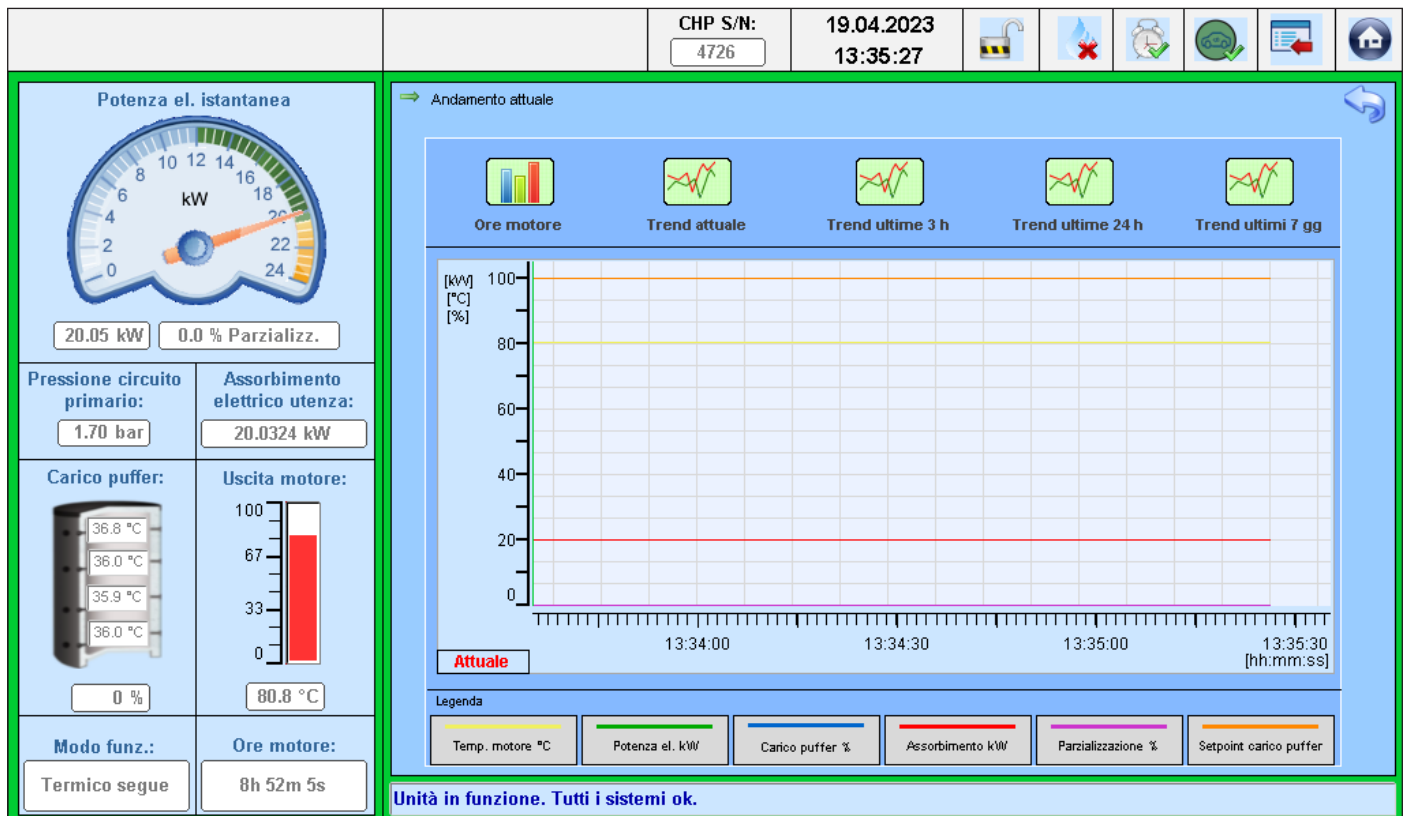 CHP S/N:
4726
19.04.2023
13:35:27
Potenza el. istantanea
0
2
4
6
8
10
12
14
16
18
20
22
24
kW
20.05 kW
0.0 % Parzializz.
Pressione circuito
primario:
1.70 bar
Assorbimento
elettrico utenza:
20.0324 kW
Carico puffer:
36.8 °C
36.0 °C
35.9 °C
36.0 °C
0 %
Uscita motore:
100
67
33
0
80.8 °C
Modo funz.:
Termico segue
Ore motore:
8h 52m 5s
Andamento attuale
Ore motore
Trend attuale
Trend ultime 3 h
Trend ultime 24 h
Trend ultimi 7 gg
[kW]
[°C]
[%]
100
80
60
40
20
0
13:34:00
13:34:30
13:35:00
13:35:30
[hh:mm:ss]
Attuale
Legenda
Temp. motore °C
Potenza el. kW
Carico puffer %
Assorbimento kW
Parzializzazione %
Setpoint carico puffer
Unità in funzione. Tutti i sistemi ok.